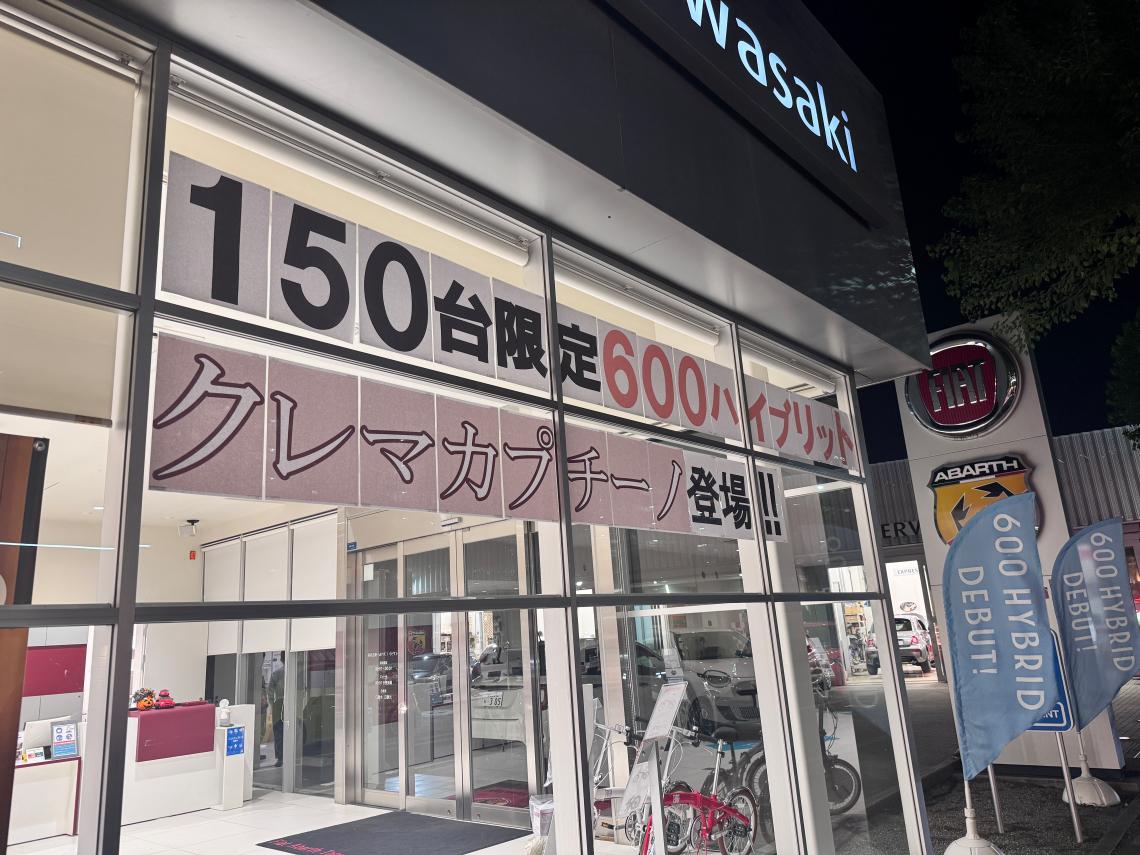 wasaki
150台限定600ハイブリット
クレマカプチーノ登場!!
FIAT
ABARTH
600 HYBRID
DEBUT!
600 HYBRID
DEBUT!